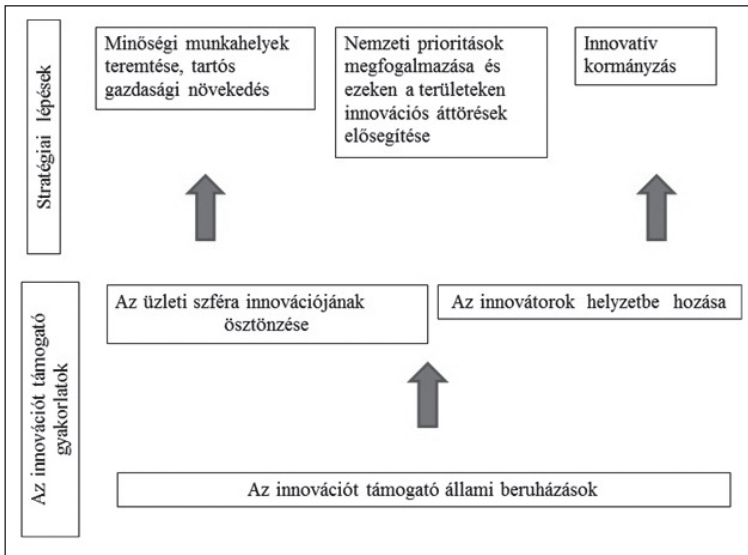 Stratégiai lépések
Minőségi munkahelyek
teremtése, tartós
gazdasági növekedés
Nemzeti prioritások
megfogalmazása és
ezeken a területeken
innovációs áttörések
elősegítése
Innovatív
kormányzás
Az innovációt támogató
gyakorlatok
Az üzleti szféra innovációjának
ösztönzése
Az innovátorok helyzetbe hozása
Az innovációt támogató állami beruházások